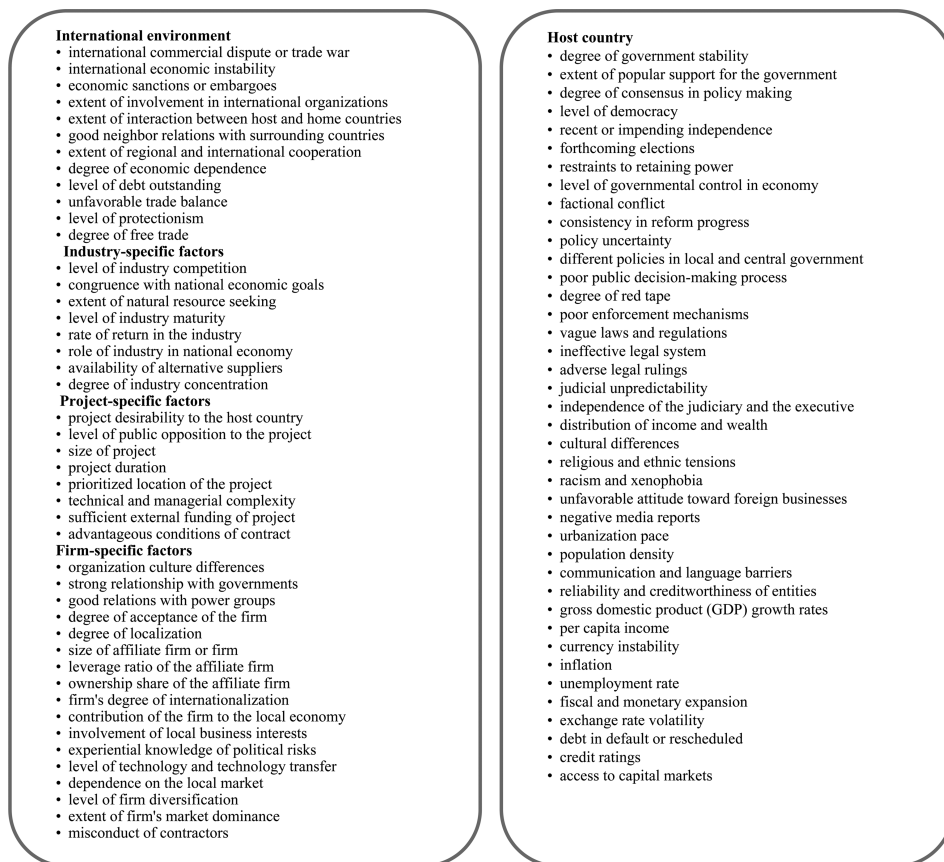 International environment
• international commercial dispute or trade war
• international economic instability
• economic sanctions or embargoes
• extent of involvement in international organizations
• extent of interaction between host and home countries
• good neighbor relations with surrounding countries
• extent of regional and international cooperation
• degree of economic dependence
• level of debt outstanding
• unfavorable trade balance
• level of protectionism
• degree of free trade
Industry-specific factors
• level of industry competition
• congruence with national economic goals
• extent of natural resource seeking
• level of industry maturity
• rate of return in the industry
• role of industry in national economy
• availability of alternative suppliers
• degree of industry concentration
Project-specific factors
• project desirability to the host country
• level of public opposition to the project
• size of project
• project duration
• prioritized location of the project
• technical and managerial complexity
• sufficient external funding of project
• advantageous conditions of contract
Firm-specific factors
• organization culture differences
• strong relationship with governments
• good relations with power groups
• degree of acceptance of the firm
• degree of localization
• size of affiliate firm or firm
• leverage ratio of the affiliate firm
• ownership share of the affiliate firm
• firm's degree of internationalization
• contribution of the firm to the local economy
• involvement of local business interests
• experiential knowledge of political risks
• level of technology and technology transfer
• dependence on the local market
• level of firm diversification
• extent of firm's market dominance
• misconduct of contractors
Host country
• degree of government stability
• extent of popular support for the government
• degree of consensus in policy making
• level of democracy
• recent or impending independence
• forthcoming elections
• restraints to retaining power
• level of governmental control in economy
• factional conflict
• consistency in reform progress
• policy uncertainty
• different policies in local and central government
• poor public decision-making process
• degree of red tape
• poor enforcement mechanisms
• vague laws and regulations
• ineffective legal system
• adverse legal rulings
• judicial unpredictability
• independence of the judiciary and the executive
• distribution of income and wealth
• cultural differences
• religious and ethnic tensions
• racism and xenophobia
• unfavorable attitude toward foreign businesses
• negative media reports
• urbanization pace
• population density
• communication and language barriers
• reliability and creditworthiness of entities
• gross domestic product (GDP) growth rates
• per capita income
• currency instability
• inflation
• unemployment rate
• fiscal and monetary expansion
• exchange rate volatility
• debt in default or rescheduled
• credit ratings
• access to capital markets